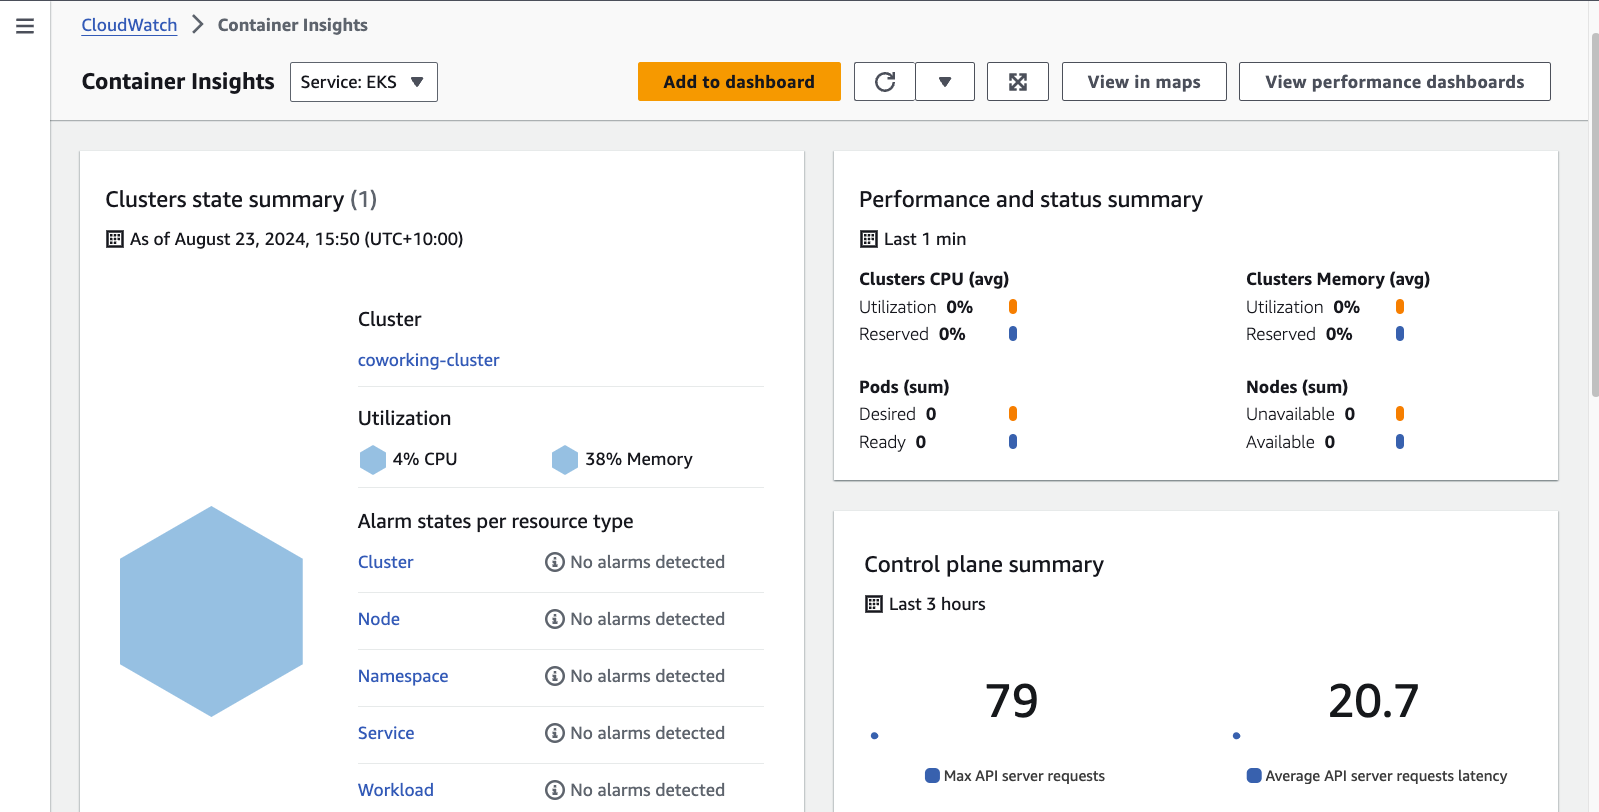 CloudWatch > Container Insights
Container Insights
Service: EKS
Add to dashboard
View in maps
View performance dashboards
Clusters state summary (1)
As of August 23, 2024, 15:50 (UTC+10:00)
Cluster
coworking-cluster
Utilization
4% CPU 38% Memory
Alarm states per resource type
Cluster No alarms detected
Node No alarms detected
Namespace No alarms detected
Service No alarms detected
Workload No alarms detected
Performance and status summary
Last 1 min
Clusters CPU (avg)
Utilization 0%
Reserved 0%
Clusters Memory (avg)
Utilization 0%
Reserved 0%
Pods (sum)
Desired 0
Ready 0
Nodes (sum)
Unavailable 0
Available 0
Control plane summary
Last 3 hours
79
Max API server requests
20.7
Average API server requests latency